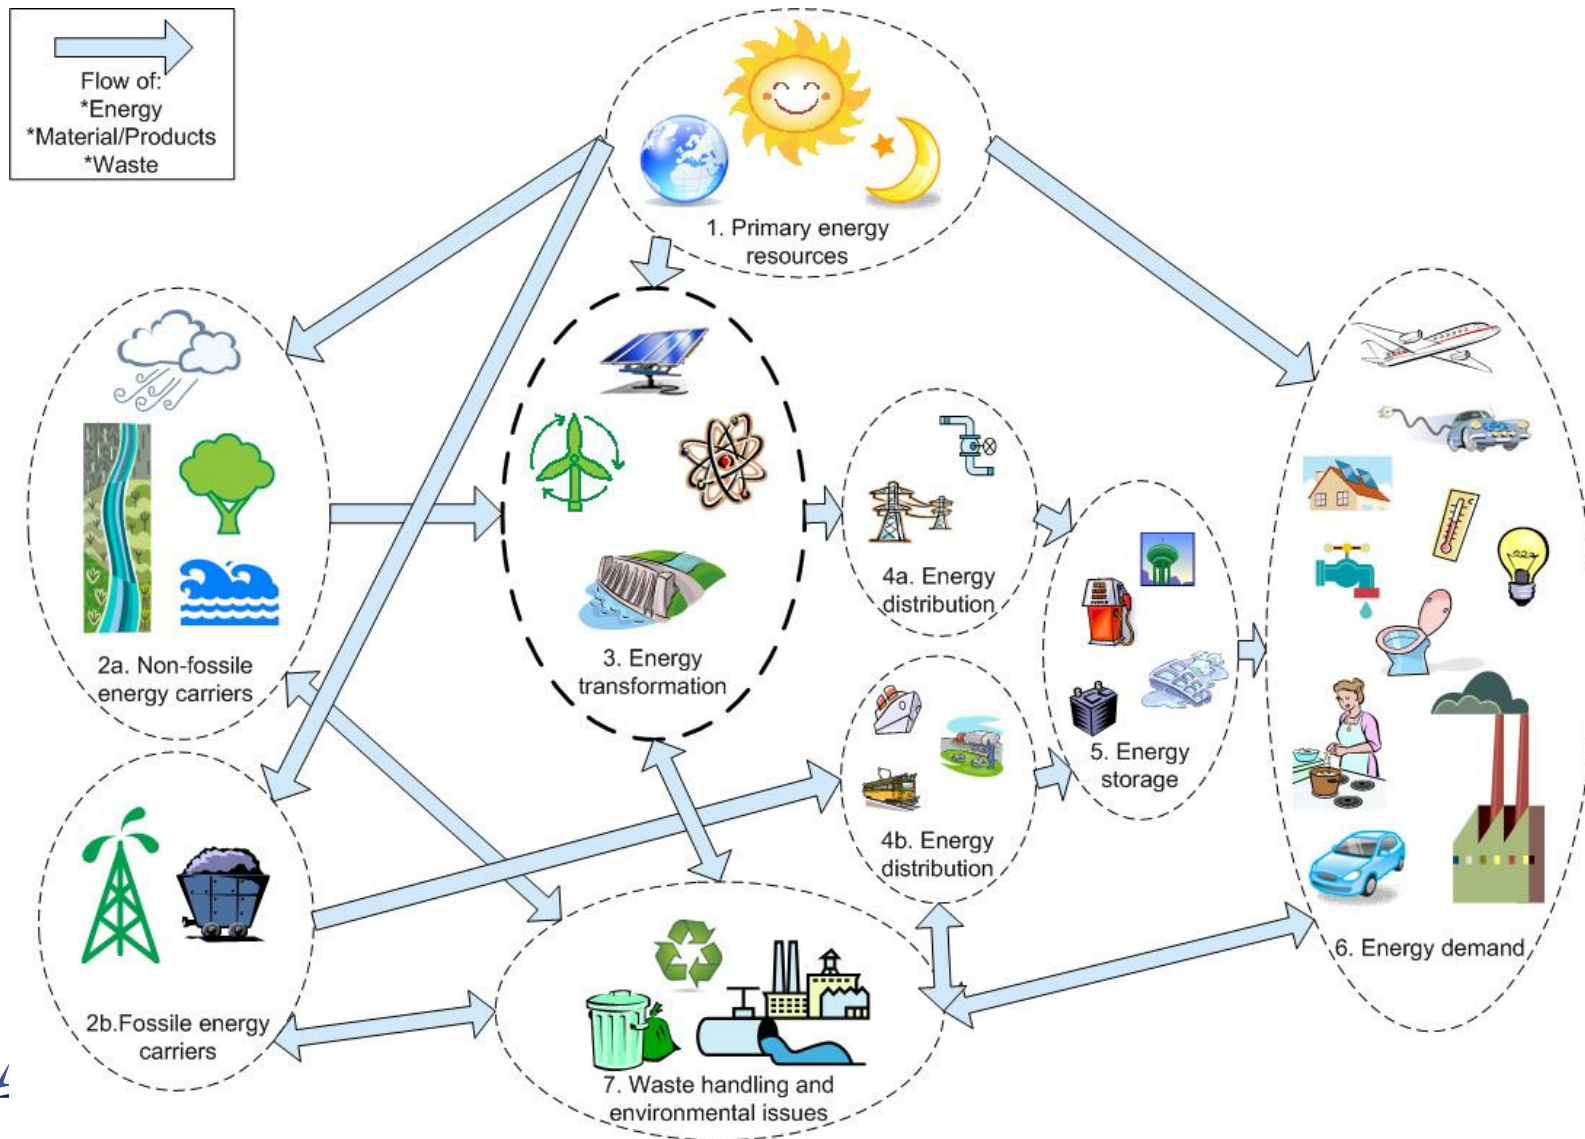 Flow of:
*Energy
*Material/Products
*Waste
1. Primary energy
resources
2a. Non-fossile
energy carriers
3. Energy
transformation
4a. Energy
distribution
4b. Energy
distribution
5. Energy
storage
6. Energy demand
2b.Fossile energy
carriers
7. Waste handling and
environmental issues